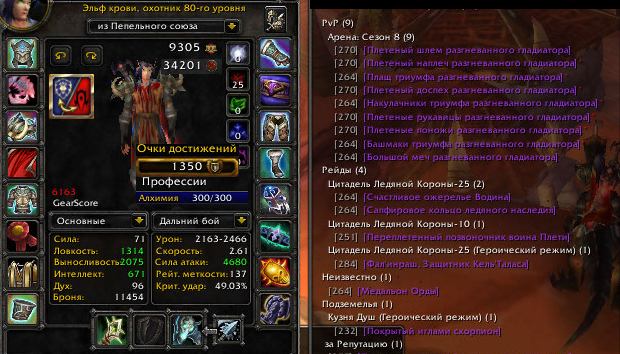 Эльф крови, охотник 80-го уровня
из Пепельного союза
9305
34201
0
25
0
0
Очки достижений
1350
Профессии
Алхимия 300/300
6163
GearScore
Основные
Дальний бой
Сила: 71
Ловкость: 1314
Выносливость: 2075
Интеллект: 671
Дух: 96
Броня: 11454
Урон: 2163-2466
Скорость: 2.61
Сила атаки: 4680
Рейт. меткости: 137
Крит. удар: 49.03%
PvP (9)
Арена: Сезон 8 (9)
[270] [Плетеный шлем разгневанного гладиатора]
[270] [Плетеный наплеч разгневанного гладиатора]
[264] [Плащ триумфа разгневанного гладиатора]
[270] [Плетеный доспех разгневанного гладиатора]
[264] [Накулачники триумфа разгневанного гладиатора]
[270] [Плетеные рукавицы разгневанного гладиатора]
[270] [Плетеные поножи разгневанного гладиатора]
[264] [Башмаки триумфа разгневанного гладиатора]
[264] [Большой меч разгневанного гладиатора]
Рейды (4)
Цитадель Ледяной Короны-25 (2)
[264] [Счастливое ожерелье Водина]
[264] [Сапфировое кольцо ледяного наследия]
Цитадель Ледяной Короны-10 (1)
[251] [Переплетенный позвоночник воина Плети]
Цитадель Ледяной Короны-25 (Героический режим) (1)
[284] [Фал'инраш, Защитник Кель'Таласа]
Неизвестно (1)
[264] [Медальон Орды]
Подземелья (1)
Кузня Душ (Героический режим) (1)
[232] [Покрытый иглами скорпион]
за Репутацию (1)